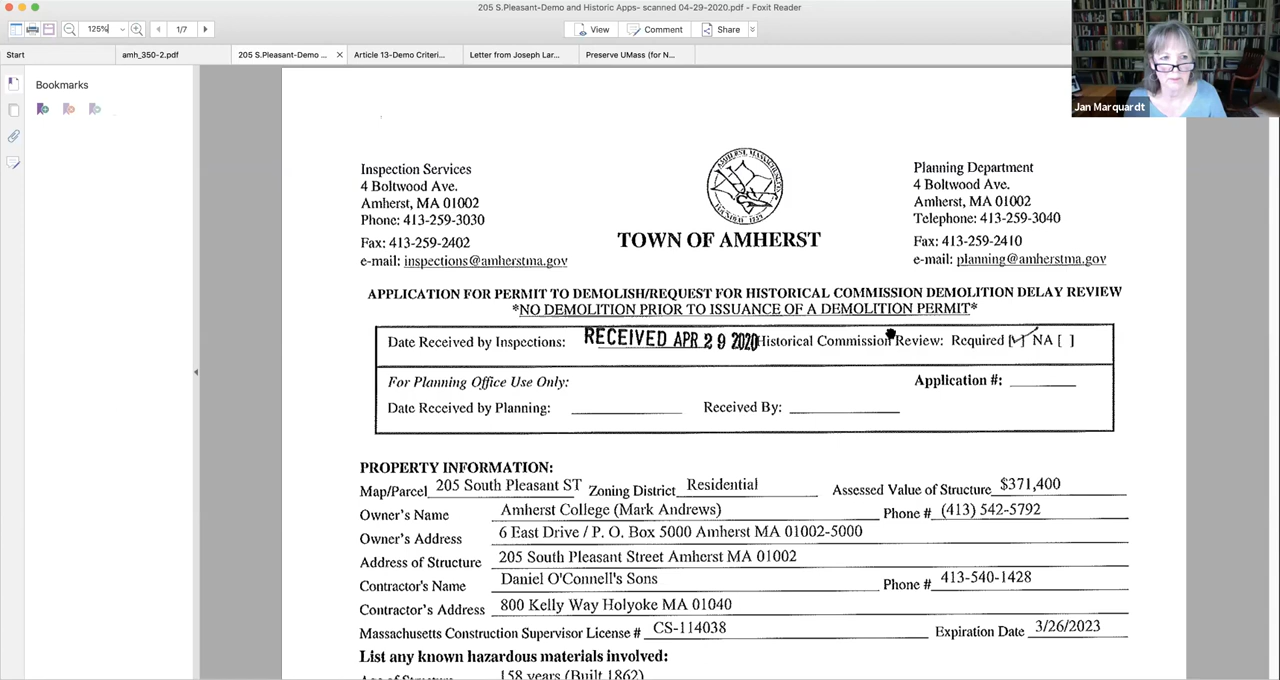 205 S.Pleasant-Demo and Historic Apps- scanned 04-29-2020.pdf - Foxit Reader
125% 1/7 View Comment Share
Start amh_350-2.pdf 205 S.Pleasant-Demo ... Article 13-Demo Criteri... Letter from Joseph Lar... Preserve UMass (for N...
Bookmarks
Jan Marquardt
Inspection Services
4 Boltwood Ave.
Amherst, MA 01002
Phone: 413-259-3030
Fax: 413-259-2402
e-mail: inspections@amherstma.gov
TOWN OF AMHERST
Planning Department
4 Boltwood Ave.
Amherst, MA 01002
Telephone: 413-259-3040
Fax: 413-259-2410
e-mail: planning@amherstma.gov
APPLICATION FOR PERMIT TO DEMOLISH/REQUEST FOR HISTORICAL COMMISSION DEMOLITION DELAY REVIEW
*NO DEMOLITION PRIOR TO ISSUANCE OF A DEMOLITION PERMIT*
Date Received by Inspections: RECEIVED APR 29 2020 Historical Commission Review: Required [✓] NA [ ]
For Planning Office Use Only: Application #:
Date Received by Planning: Received By:
PROPERTY INFORMATION:
Map/Parcel 205 South Pleasant ST Zoning District Residential Assessed Value of Structure $371,400
Owner's Name Amherst College (Mark Andrews) Phone # (413) 542-5792
Owner's Address 6 East Drive / P. O. Box 5000 Amherst MA 01002-5000
Address of Structure 205 South Pleasant Street Amherst MA 01002
Contractor's Name Daniel O'Connell's Sons Phone # 413-540-1428
Contractor's Address 800 Kelly Way Holyoke MA 01040
Massachusetts Construction Supervisor License # CS-114038 Expiration Date 3/26/2023
List any known hazardous materials involved:
Age of Structure 158 years (Built 1862)